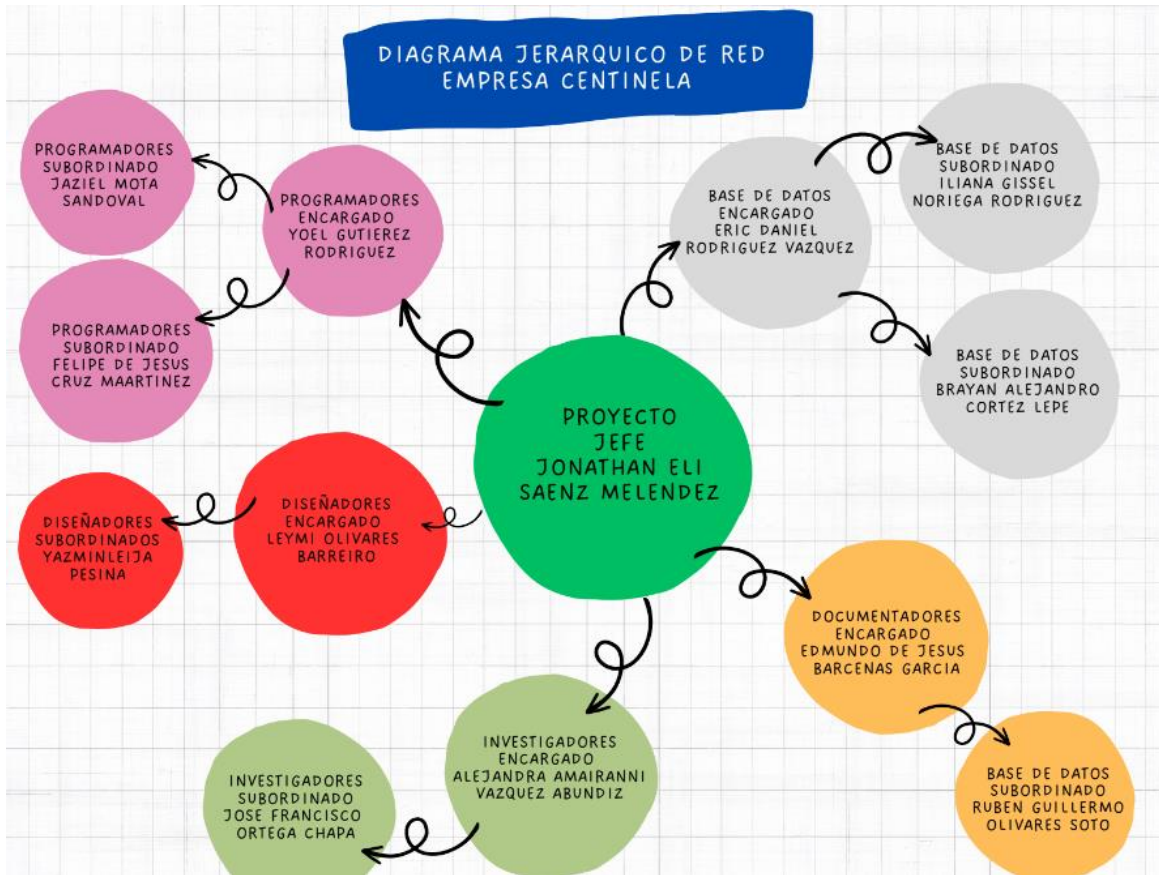 DIAGRAMA JERARQUICO DE RED
EMPRESA CENTINELA
PROGRAMADORES
SUBORDINADO
JAZIEL MOTA
SANDOVAL
PROGRAMADORES
ENCARGADO
YOEL GUTIEREZ
RODRIGUEZ
BASE DE DATOS
ENCARGADO
ERIC DANIEL
RODRIGUEZ VAZQUEZ
BASE DE DATOS
SUBORDINADO
ILIANA GISSEL
NORIEGA RODRIGUEZ
PROGRAMADORES
SUBORDINADO
FELIPE DE JESUS
CRUZ MAARTINEZ
BASE DE DATOS
SUBORDINADO
BRAYAN ALEJANDRO
CORTEZ LEPE
PROYECTO
JEFE
JONATHAN ELI
SAENZ MELENDEZ
DISEÑADORES
SUBORDINADOS
YAZMINLEIJA
PESINA
DISEÑADORES
ENCARGADO
LEYMI OLIVARES
BARREIRO
DOCUMENTADORES
ENCARGADO
EDMUNDO DE JESUS
BARCENAS GARCIA
INVESTIGADORES
SUBORDINADO
JOSE FRANCISCO
ORTEGA CHAPA
INVESTIGADORES
ENCARGADO
ALEJANDRA AMAIRANNI
VAZQUEZ ABUNDIZ
BASE DE DATOS
SUBORDINADO
RUBEN GUILLERMO
OLIVARES SOTO